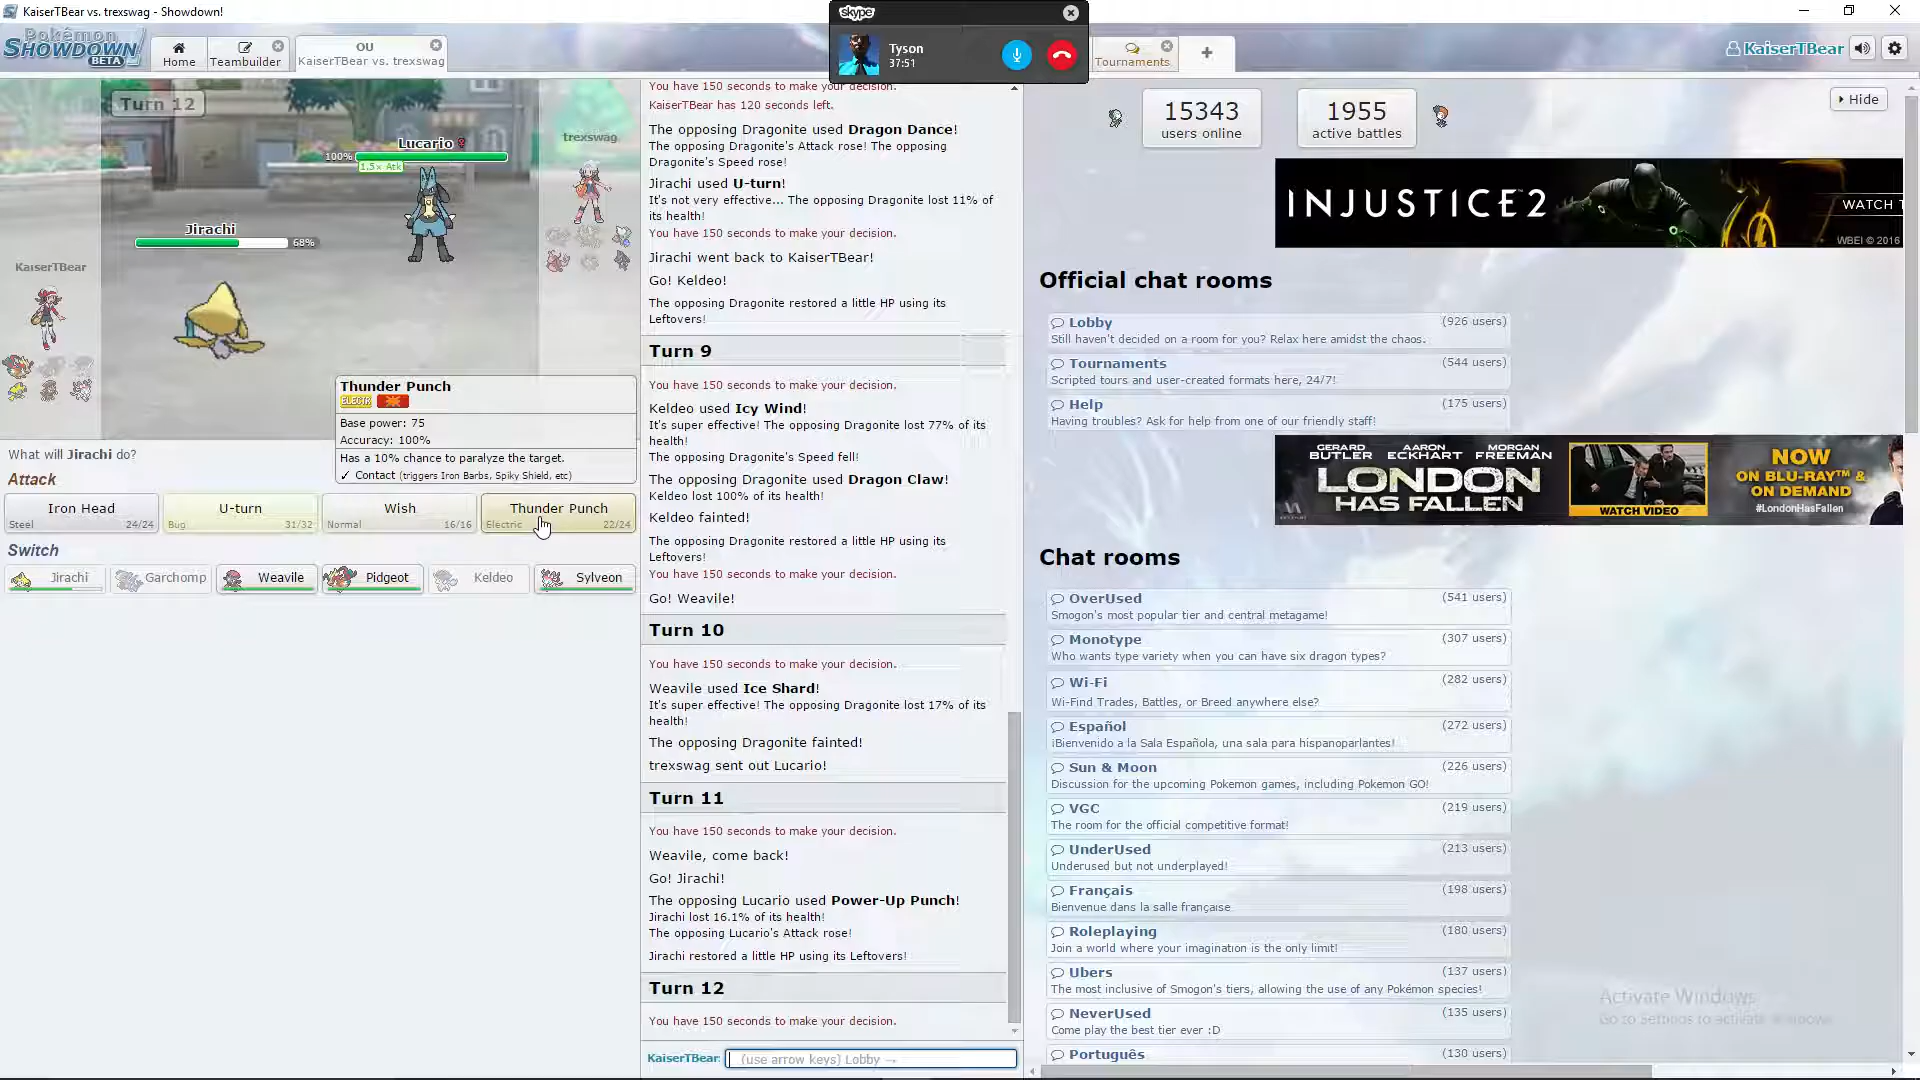 KaiserTBear vs. trexswag - Showdown!
Pokémon
SHOWDOWN
BETA
Home
Teambuilder
OU
KaiserTBear vs. trexswag
skype
Tyson
37:51
Tournaments
+
KaiserTBear
Turn 12
Lucario
100%
1.5× Atk
trexswag
Jirachi
68%
KaiserTBear
Thunder Punch
ELECTR
Base power: 75
Accuracy: 100%
Has a 10% chance to paralyze the target.
✓ Contact (triggers Iron Barbs, Spiky Shield, etc)
What will Jirachi do?
Attack
Iron Head
Steel 24/24
U-turn
Bug 31/32
Wish
Normal 16/16
Thunder Punch
Electric 22/24
Switch
Jirachi
Garchomp
Weavile
Pidgeot
Keldeo
Sylveon
You have 150 seconds to make your decision.
KaiserTBear has 120 seconds left.
The opposing Dragonite used Dragon Dance!
The opposing Dragonite's Attack rose! The opposing
Dragonite's Speed rose!
Jirachi used U-turn!
It's not very effective... The opposing Dragonite lost 11% of
its health!
You have 150 seconds to make your decision.
Jirachi went back to KaiserTBear!
Go! Keldeo!
The opposing Dragonite restored a little HP using its
Leftovers!
Turn 9
You have 150 seconds to make your decision.
Keldeo used Icy Wind!
It's super effective! The opposing Dragonite lost 77% of its
health!
The opposing Dragonite's Speed fell!
The opposing Dragonite used Dragon Claw!
Keldeo lost 100% of its health!
Keldeo fainted!
The opposing Dragonite restored a little HP using its
Leftovers!
You have 150 seconds to make your decision.
Go! Weavile!
Turn 10
You have 150 seconds to make your decision.
Weavile used Ice Shard!
It's super effective! The opposing Dragonite lost 17% of its
health!
The opposing Dragonite fainted!
trexswag sent out Lucario!
Turn 11
You have 150 seconds to make your decision.
Weavile, come back!
Go! Jirachi!
The opposing Lucario used Power-Up Punch!
Jirachi lost 16.1% of its health!
The opposing Lucario's Attack rose!
Jirachi restored a little HP using its Leftovers!
Turn 12
You have 150 seconds to make your decision.
KaiserTBear: (use arrow keys) Lobby →
15343
users online
1955
active battles
Hide
INJUSTICE 2
WATCH T
WBEI © 2016
Official chat rooms
Lobby (926 users)
Still haven't decided on a room for you? Relax here amidst the chaos.
Tournaments (544 users)
Scripted tours and user-created formats here, 24/7!
Help (175 users)
Having troubles? Ask for help from one of our friendly staff!
GERARD BUTLER AARON ECKHART MORGAN FREEMAN
LONDON
HAS FALLEN
WATCH VIDEO
NOW
ON BLU-RAY™ &
ON DEMAND
#LondonHasFallen
Chat rooms
OverUsed (541 users)
Smogon's most popular tier and central metagame!
Monotype (307 users)
Who wants type variety when you can have six dragon types?
Wi-Fi (282 users)
Wi-Find Trades, Battles, or Breed anywhere else?
Español (272 users)
¡Bienvenido a la Sala Española, una sala para hispanoparlantes!
Sun & Moon (226 users)
Discussion for the upcoming Pokemon games, including Pokemon GO!
VGC (219 users)
The room for the official competitive format!
UnderUsed (213 users)
Underused but not underplayed!
Français (198 users)
Bienvenue dans la salle française.
Roleplaying (180 users)
Join a world where your imagination is the only limit!
Ubers (137 users)
The most inclusive of Smogon's tiers, allowing the use of any Pokémon species!
NeverUsed (135 users)
Come play the best tier ever :D
Português (130 users)
Activate Windows
Go to Settings to activate Windows.